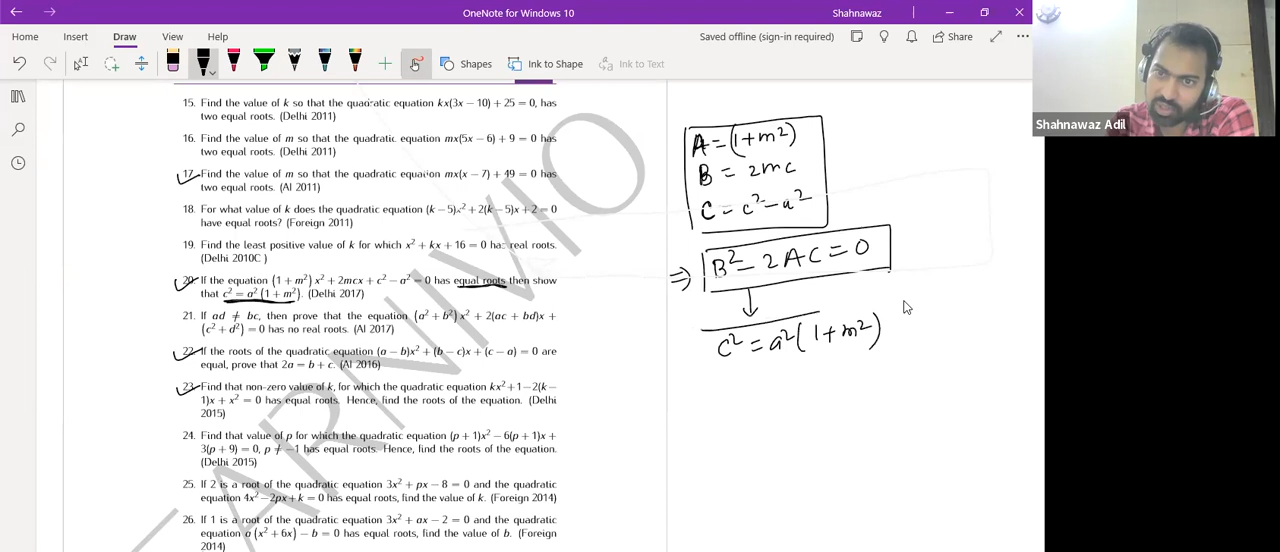 OneNote for Windows 10
Shahnawaz
Home Insert Draw View Help
Saved offline (sign in required)
Share
Shapes
Ink to Shape
Ink to Text
15. Find the value of k so that the quadratic equation kx(3x − 10) + 25 = 0, has
two equal roots. (Delhi 2011)
16. Find the value of m so that the quadratic equation mx(5x − 6) + 9 = 0 has
two equal roots. (Delhi 2011)
17. Find the value of m so that the quadratic equation mx(x − 7) + 49 = 0 has
two equal roots. (AI 2011)
18. For what value of k does the quadratic equation (k − 5)x² + 2(k − 5)x + 2 = 0
have equal roots? (Foreign 2011)
19. Find the least positive value of k for which x² + kx + 16 = 0 has real roots.
(Delhi 2010C )
20. If the equation (1 + m²) x² + 2mcx + c² − a² = 0 has equal roots then show
that c² = a² (1 + m²). (Delhi 2017)
21. If ad ≠ bc, then prove that the equation (a² + b²) x² + 2(ac + bd)x +
(c² + d²) = 0 has no real roots. (AI 2017)
22. If the roots of the quadratic equation (a − b)x² + (b − c)x + (c − a) = 0 are
equal, prove that 2a = b + c. (AI 2016)
23. Find that non-zero value of k, for which the quadratic equation kx² + 1 − 2(k −
1)x + x² = 0 has equal roots. Hence, find the roots of the equation. (Delhi
2015)
24. Find that value of p for which the quadratic equation (p + 1)x² − 6(p + 1)x +
3(p + 9) = 0, p ≠ −1 has equal roots. Hence, find the roots of the equation.
(Delhi 2015)
25. If 2 is a root of the quadratic equation 3x² + px − 8 = 0 and the quadratic
equation 4x² − 2px + k = 0 has equal roots, find the value of k. (Foreign 2014)
26. If 1 is a root of the quadratic equation 3x² + ax − 2 = 0 and the quadratic
equation a (x² + 6x) − b = 0 has equal roots, find the value of b. (Foreign
2014)
A = (1+m²)
B = 2mc
C = c² − a²
⇒ B² − 2AC = 0
c² = a²(1+m²)
Shahnawaz Adil